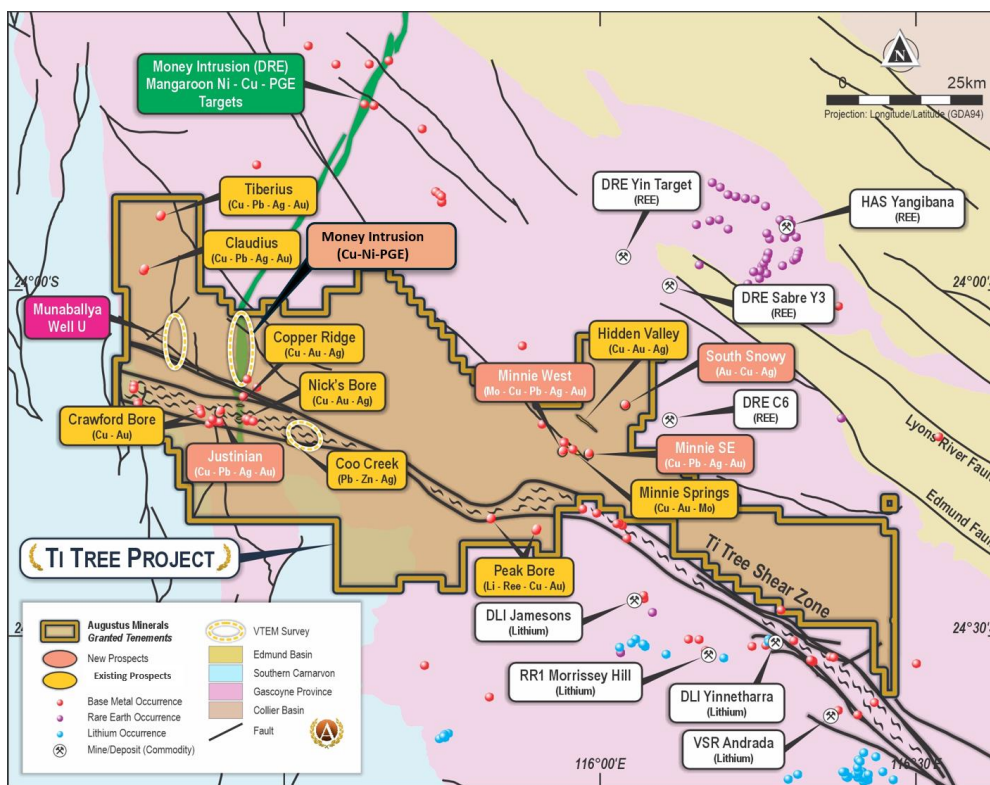 Money Intrusion (DRE)
Mangaroon Ni - Cu - PGE
Targets
N
0 25km
Projection: Longitude/Latitude (GDA94)
Tiberius
(Cu - Pb - Ag - Au)
DRE Yin Target
(REE)
HAS Yangibana
(REE)
Claudius
(Cu - Pb - Ag - Au)
Money Intrusion
(Cu-Ni-PGE)
24°00'S
24°00'
DRE Sabre Y3
(REE)
Munaballya
Well U
Copper Ridge
(Cu - Au - Ag)
Hidden Valley
(Cu - Au - Ag)
South Snowy
(Au - Cu - Ag)
Minnie West
(Mo - Cu - Pb - Ag - Au)
Nick's Bore
(Cu - Au - Ag)
DRE C6
(REE)
Crawford Bore
(Cu - Au)
Justinian
(Cu - Pb - Ag - Au)
Coo Creek
(Pb - Zn - Ag)
Minnie SE
(Cu - Pb - Ag - Au)
Lyons River Fault
Minnie Springs
(Cu - Au - Mo)
Edmund Fau
TI TREE PROJECT
Peak Bore
(Li - Ree - Cu - Au)
Ti Tree Shear Zone
DLI Jamesons
(Lithium)
24°30'
RR1 Morrissey Hill
(Lithium)
DLI Yinnetharra
(Lithium)
VSR Andrada
(Lithium)
116°00'E
116°30'E
Augustus Minerals
Granted Tenements
New Prospects
Existing Prospects
Base Metal Occurrence
Rare Earth Occurrence
Lithium Occurrence
Mine/Deposit (Commodity)
VTEM Survey
Edmund Basin
Southern Carnarvon
Gascoyne Province
Collier Basin
Fault